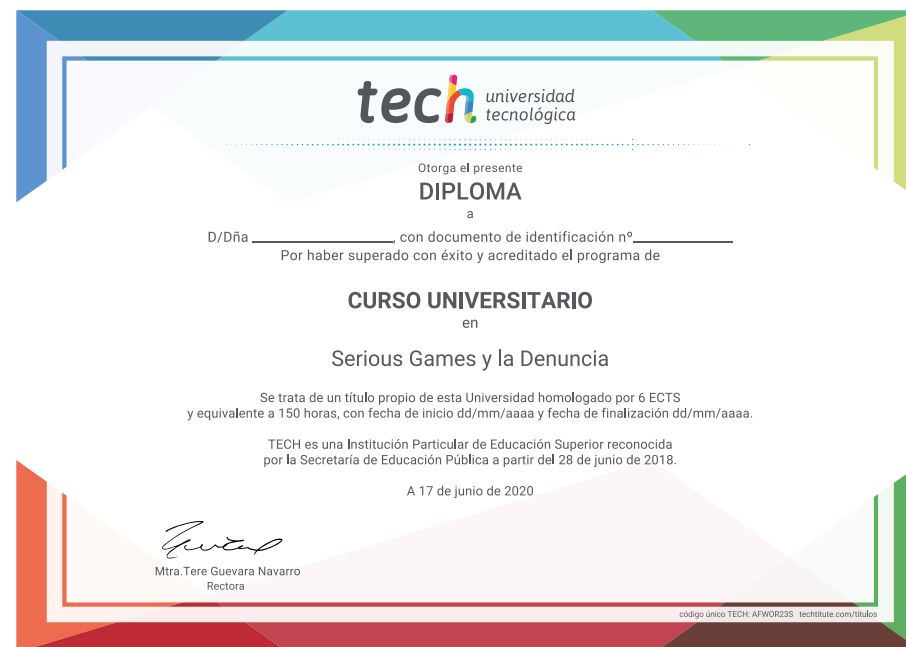 tech universidad
tecnológica
Otorga el presente
DIPLOMA
a
D/Dña ____________________, con documento de identificación nº______________
Por haber superado con éxito y acreditado el programa de
CURSO UNIVERSITARIO
en
Serious Games y la Denuncia
Se trata de un título propio de esta Universidad homologado por 6 ECTS
y equivalente a 150 horas, con fecha de inicio dd/mm/aaaa y fecha de finalización dd/mm/aaaa.
TECH es una Institución Particular de Educación Superior reconocida
por la Secretaría de Educación Pública a partir del 28 de junio de 2018.
A 17 de junio de 2020
Mtra.Tere Guevara Navarro
Rectora
código único TECH: AFWOR23S techtitute.com/titulos